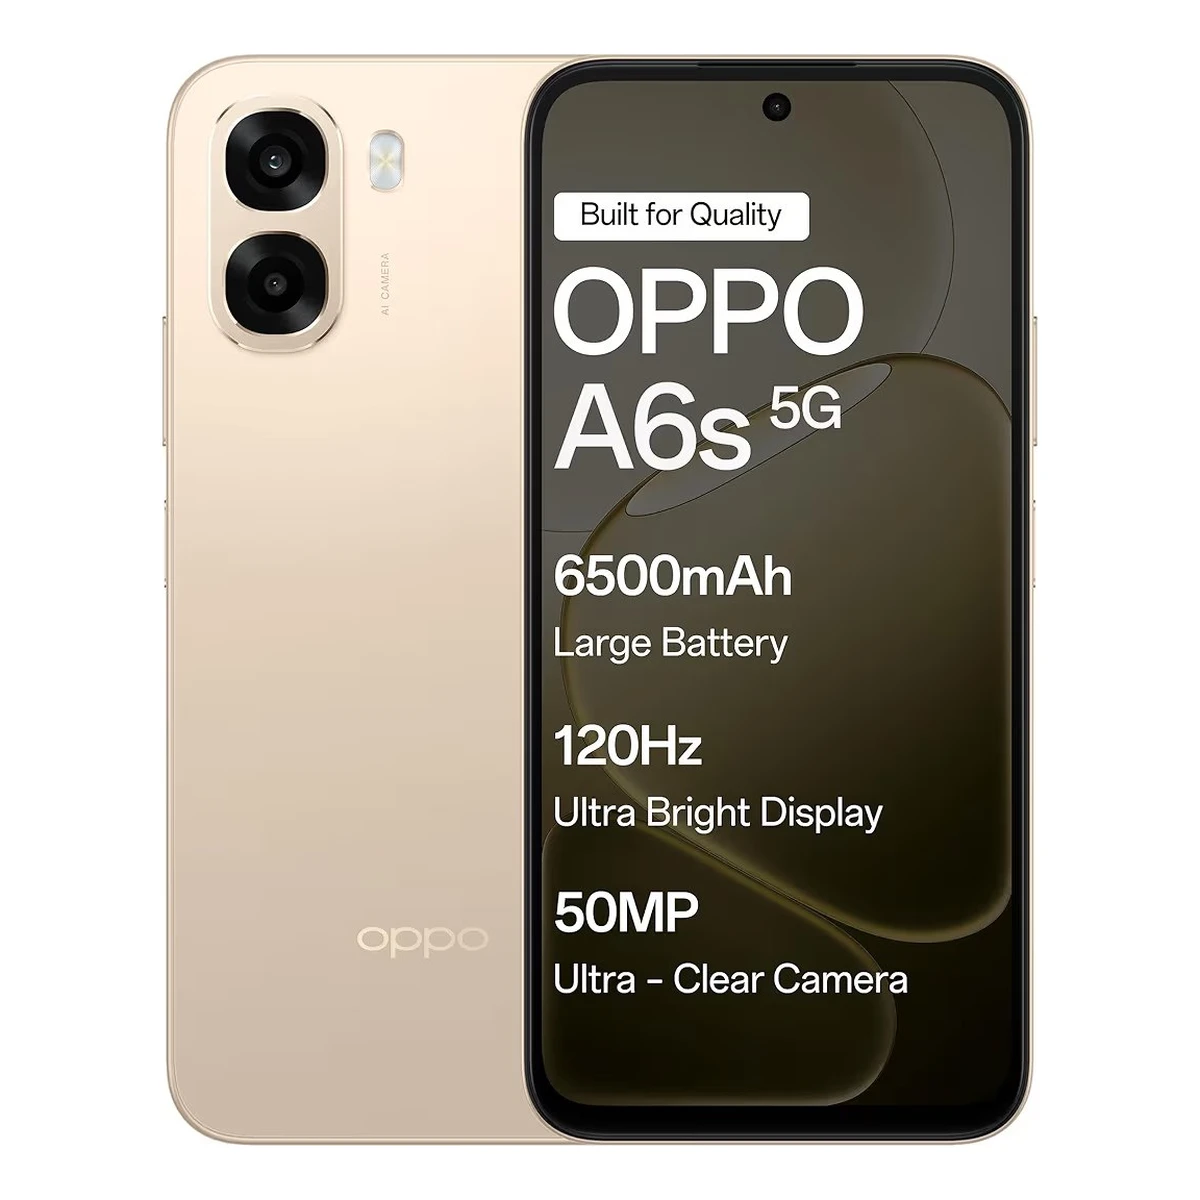 AI CAMERA
oppo
Built for Quality
OPPO
A6s 5G
6500mAh
Large Battery
120Hz
Ultra Bright Display
50MP
Ultra - Clear Camera